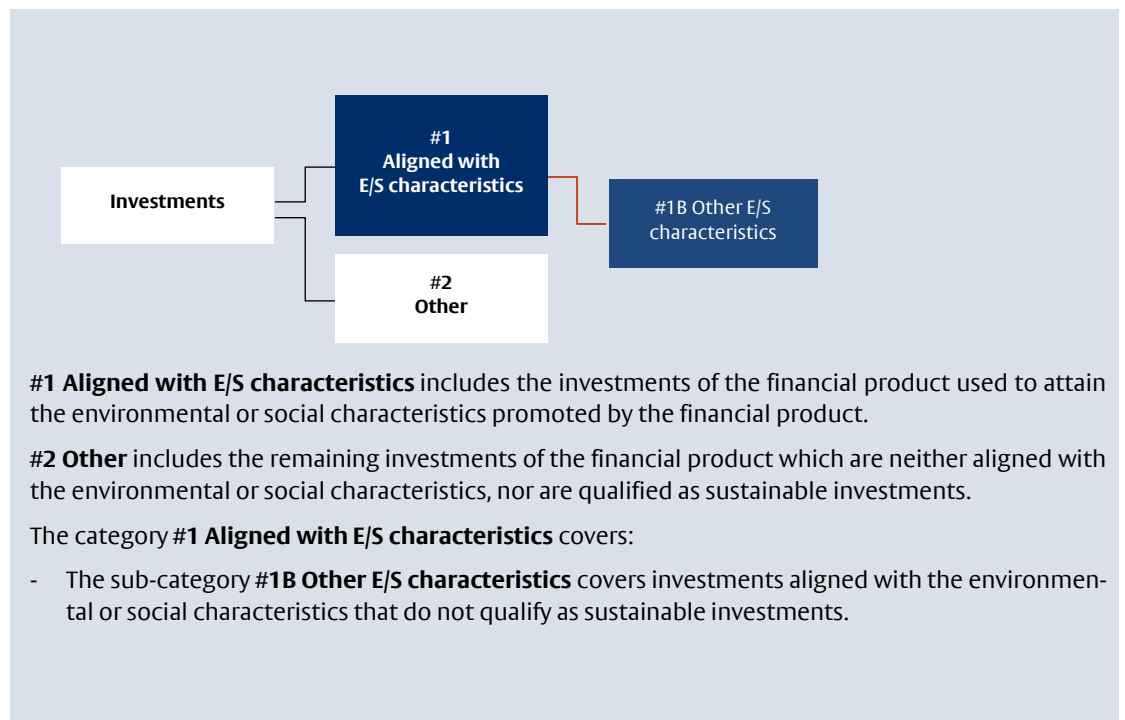 #1
Aligned with
E/S characteristics
Investments
#1B Other E/S
characteristics
#2
Other
#1 Aligned with E/S characteristics includes the investments of the financial product used to attain
the environmental or social characteristics promoted by the financial product.
#2 Other includes the remaining investments of the financial product which are neither aligned with
the environmental or social characteristics, nor are qualified as sustainable investments.
The category #1 Aligned with E/S characteristics covers:
- The sub-category #1B Other E/S characteristics covers investments aligned with the environmen-
tal or social characteristics that do not qualify as sustainable investments.